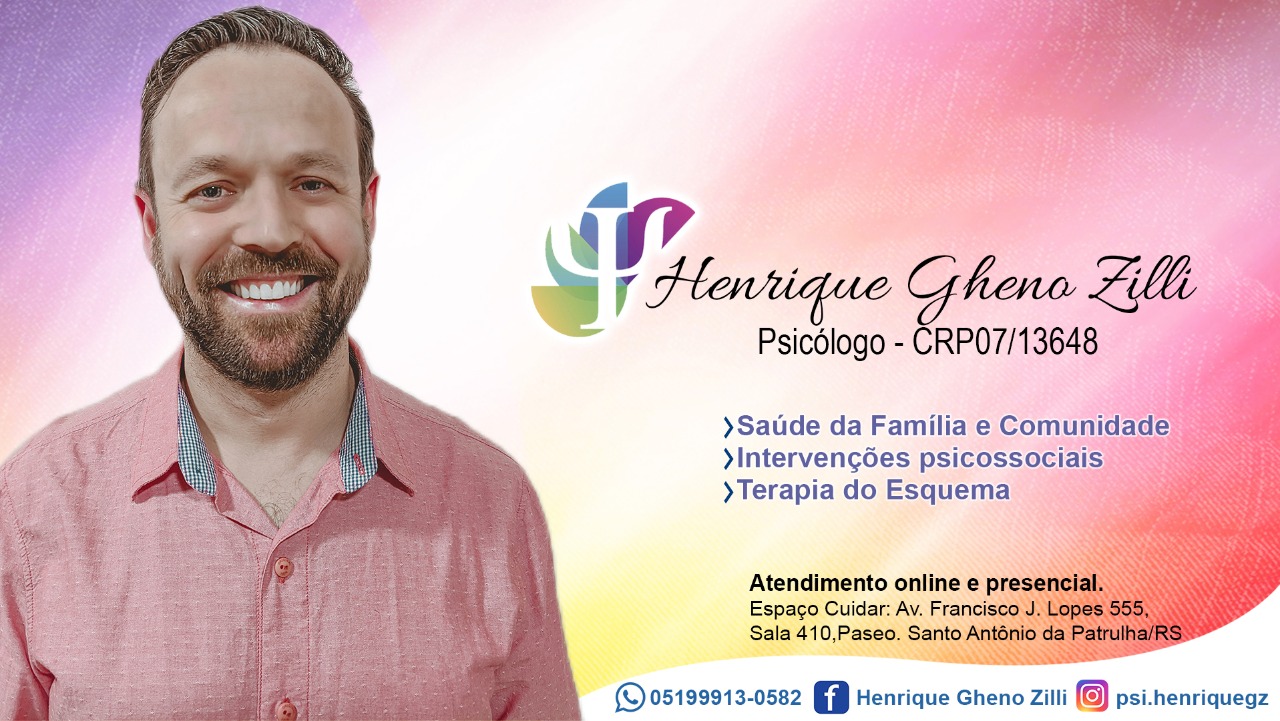 Ψ
Henrique Gheno Zilli
Psicólogo - CRP07/13648
Saúde da Família e Comunidade
Intervenções psicossociais
Terapia do Esquema
Atendimento online e presencial.
Espaço Cuidar: Av. Francisco J. Lopes 555,
Sala 410,Paseo. Santo Antônio da Patrulha/RS
05199913-0582 Henrique Gheno Zilli psi.henriquegz